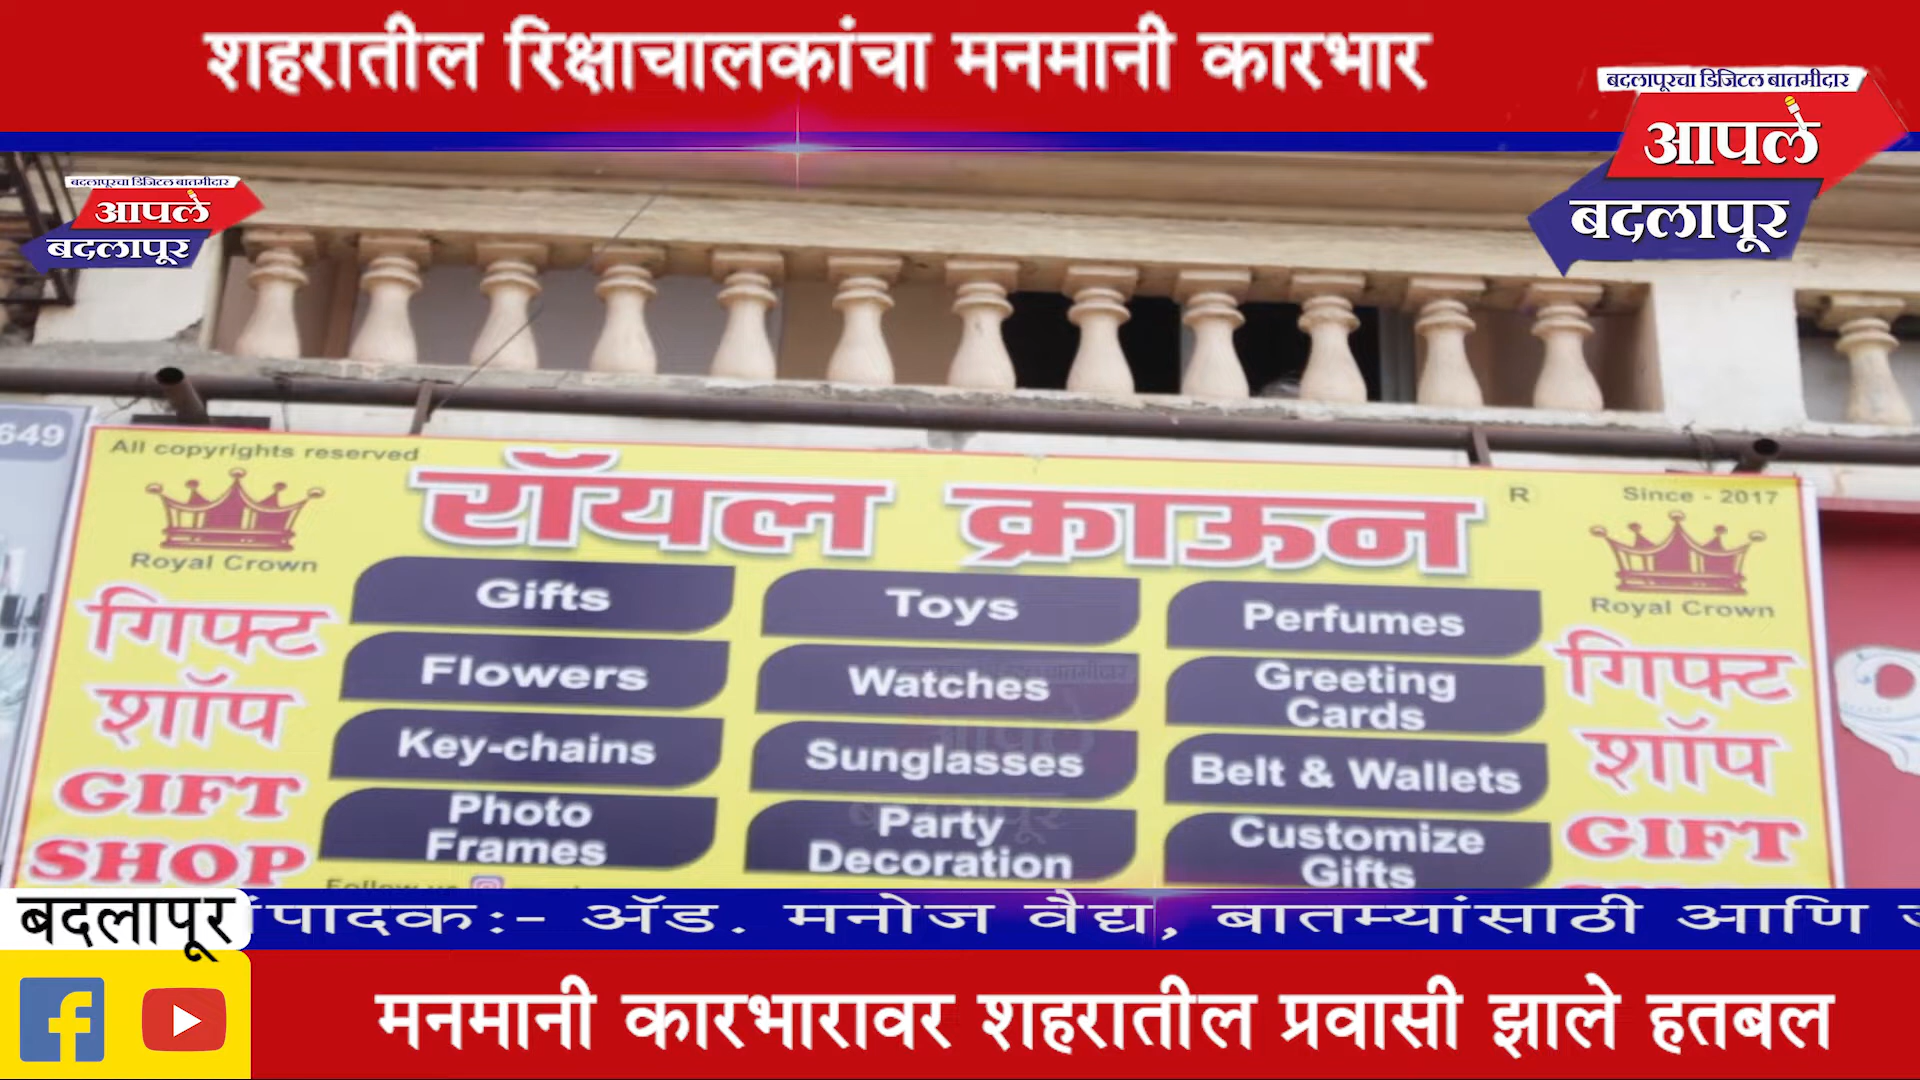 शहरातील रिक्षाचालकांचा मनमानी कारभार
बदलापूरचा डिजिटल बातमीदार
आपले
बदलापूर
बदलापूरचा डिजिटल बातमीदार
आपले
बदलापूर
649
All copyrights reserved
रॉयल क्राऊन
R
Since - 2017
Royal Crown
Royal Crown
गिफ्ट
शॉप
GIFT
SHOP
Gifts
Toys
Perfumes
Flowers
Watches
Greeting
Cards
Key-chains
Sunglasses
Belt & Wallets
Photo
Frames
Party
Decoration
Customize
Gifts
गिफ्ट
शॉप
GIFT
बदलापूर
संपादक:- ॲड. मनोज वैद्य, बातम्यांसाठी आणि
मनमानी कारभारावर शहरातील प्रवासी झाले हतबल